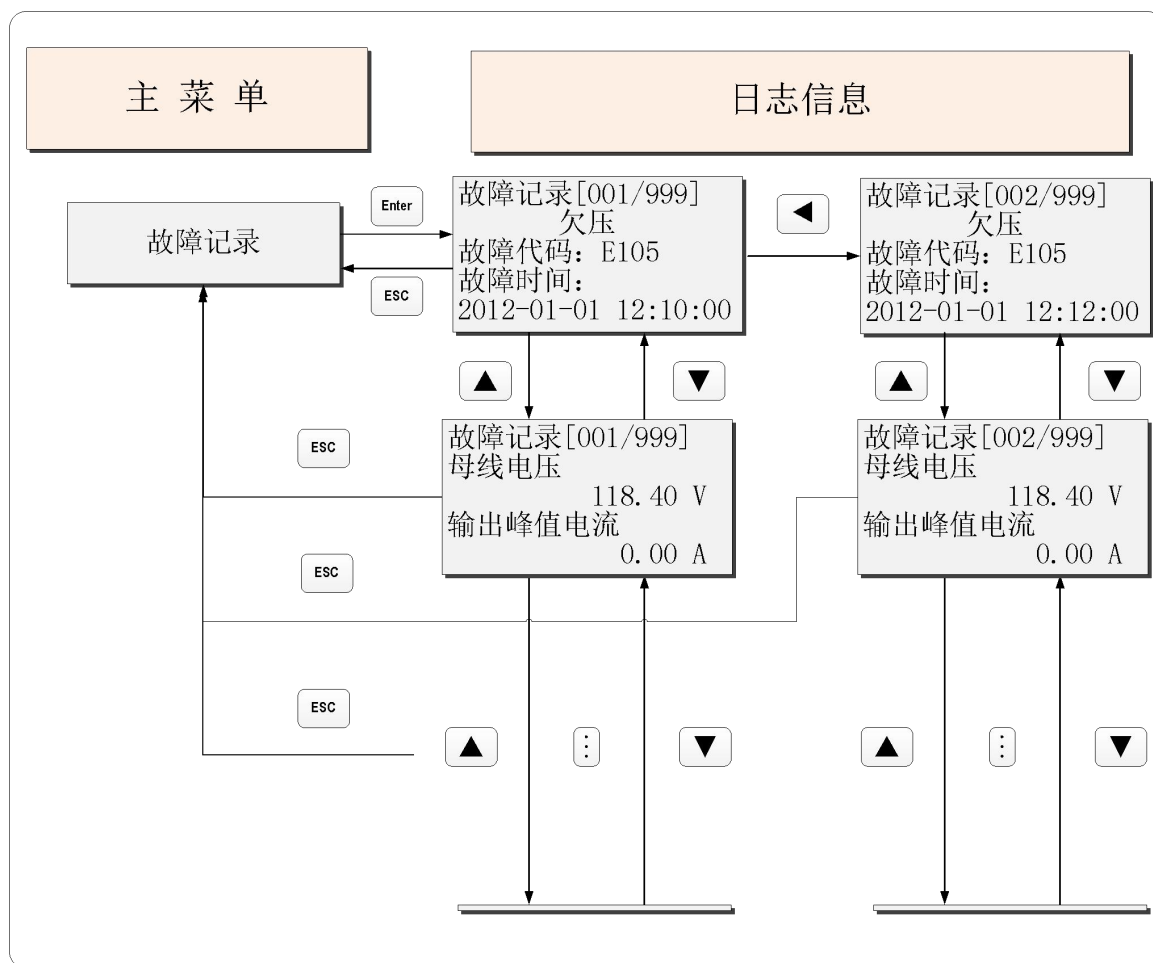 主 菜 单
日志信息
故障记录
Enter
ESC
故障记录[001/999]
欠压
故障代码：E105
故障时间：
2012-01-01 12:10:00
故障记录[002/999]
欠压
故障代码：E105
故障时间：
2012-01-01 12:12:00
ESC
故障记录[001/999]
母线电压
118.40 V
输出峰值电流
0.00 A
故障记录[002/999]
母线电压
118.40 V
输出峰值电流
0.00 A
ESC
ESC